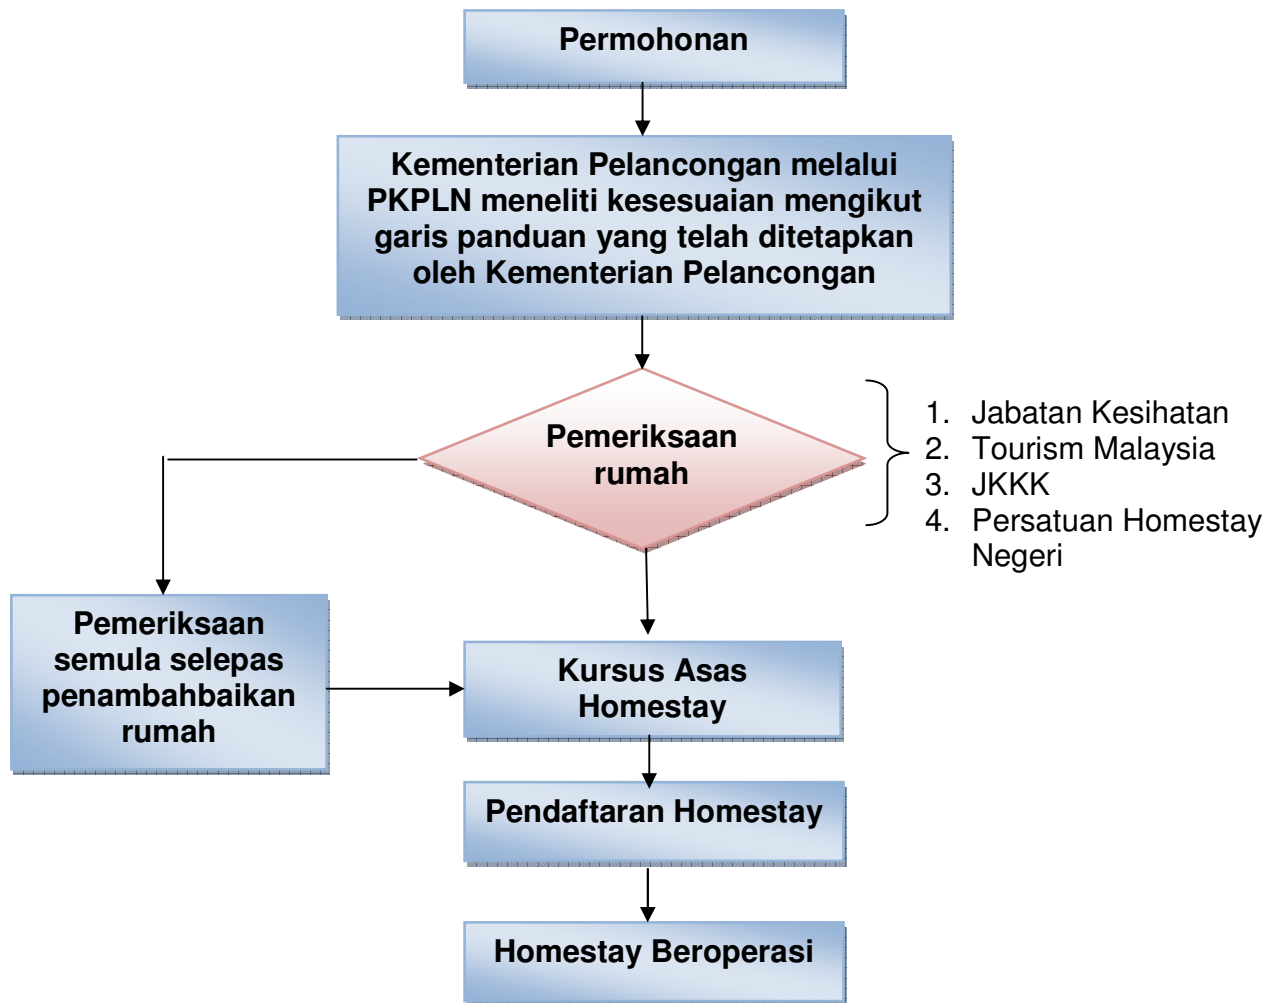 Permohonan
Kementerian Pelancongan melalui
PKPLN meneliti kesesuaian mengikut
garis panduan yang telah ditetapkan
oleh Kementerian Pelancongan
Pemeriksaan
rumah
1. Jabatan Kesihatan
2. Tourism Malaysia
3. JKKK
4. Persatuan Homestay
Negeri
Pemeriksaan
semula selepas
penambahbaikan
rumah
Kursus Asas
Homestay
Pendaftaran Homestay
Homestay Beroperasi